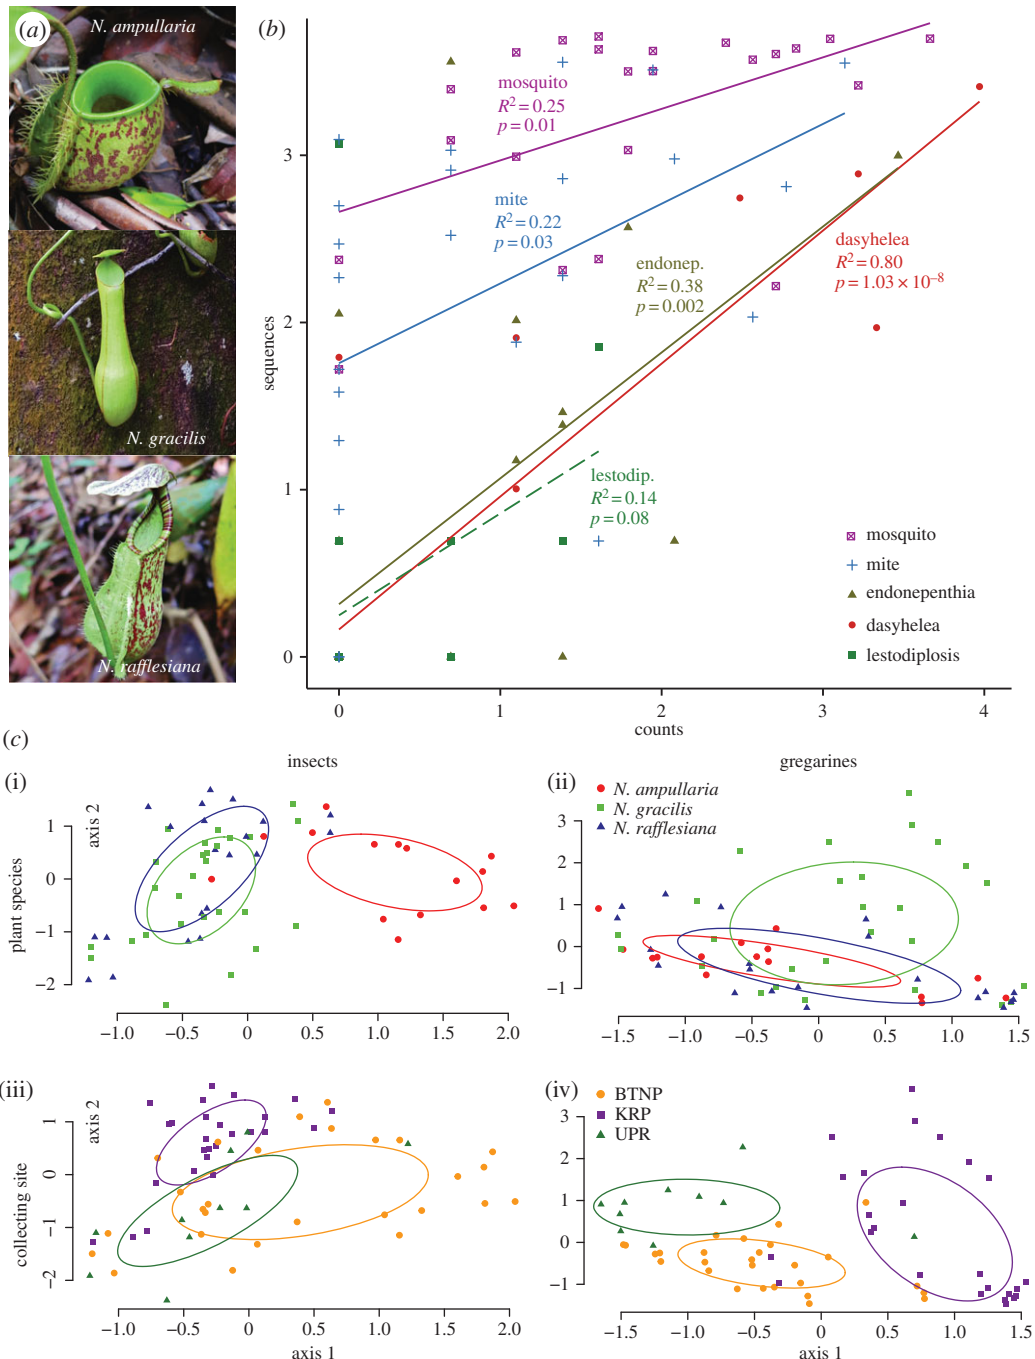 (a)
N. ampullaria
N. gracilis
N. rafflesiana
(b)
sequences
3
2
1
0
mosquito
R² = 0.25
p = 0.01
mite
R² = 0.22
p = 0.03
endonep.
R² = 0.38
p = 0.002
dasyhelea
R² = 0.80
p = 1.03 × 10⁻⁸
lestodip.
R² = 0.14
p = 0.08
mosquito
mite
endonepenthia
dasyhelea
lestodiplosis
0 1 2 3 4
counts
(c)
insects
gregarines
(i)
axis 2
plant species
1
0
−1
−2
−1.0 −0.5 0 0.5 1.0 1.5 2.0
(ii)
N. ampullaria
N. gracilis
N. rafflesiana
3
2
1
0
−1
−1.5 −1.0 −0.5 0 0.5 1.0 1.5
(iii)
axis 2
collecting site
1
0
−1
−2
−1.0 −0.5 0 0.5 1.0 1.5 2.0
axis 1
(iv)
BTNP
KRP
UPR
3
2
1
0
−1
−1.5 −1.0 −0.5 0 0.5 1.0 1.5
axis 1